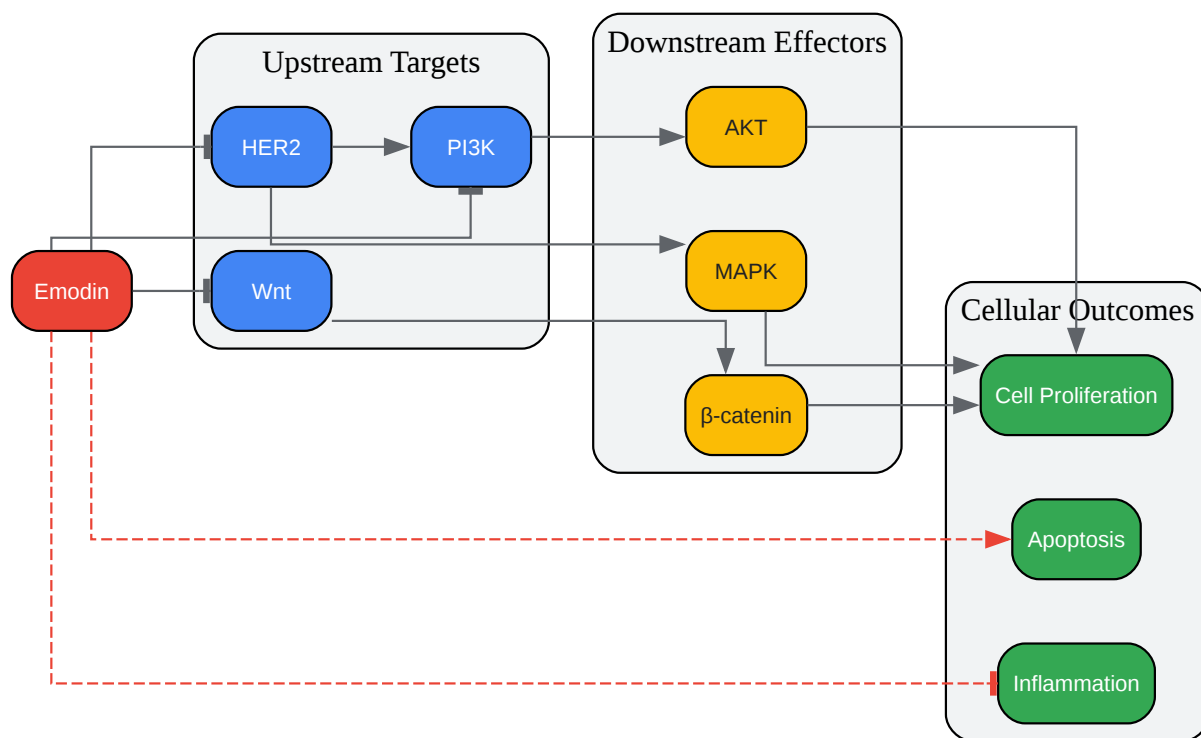 Upstream Targets
HER2
PI3K
Wnt
Downstream Effectors
AKT
MAPK
β-catenin
Emodin
Cellular Outcomes
Cell Proliferation
Apoptosis
Inflammation